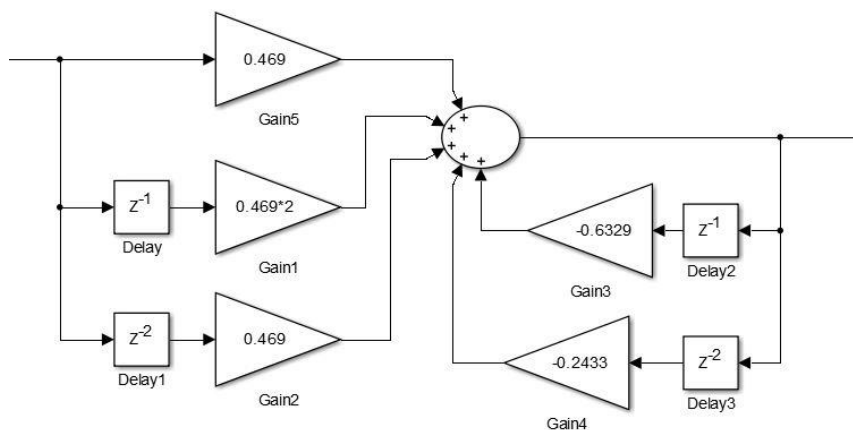 0.469
Gain5
+
+
+
+
+
Z-1
Delay
0.469*2
Gain1
-0.6329
Gain3
Z-1
Delay2
Z-2
Delay1
0.469
Gain2
-0.2433
Gain4
Z-2
Delay3